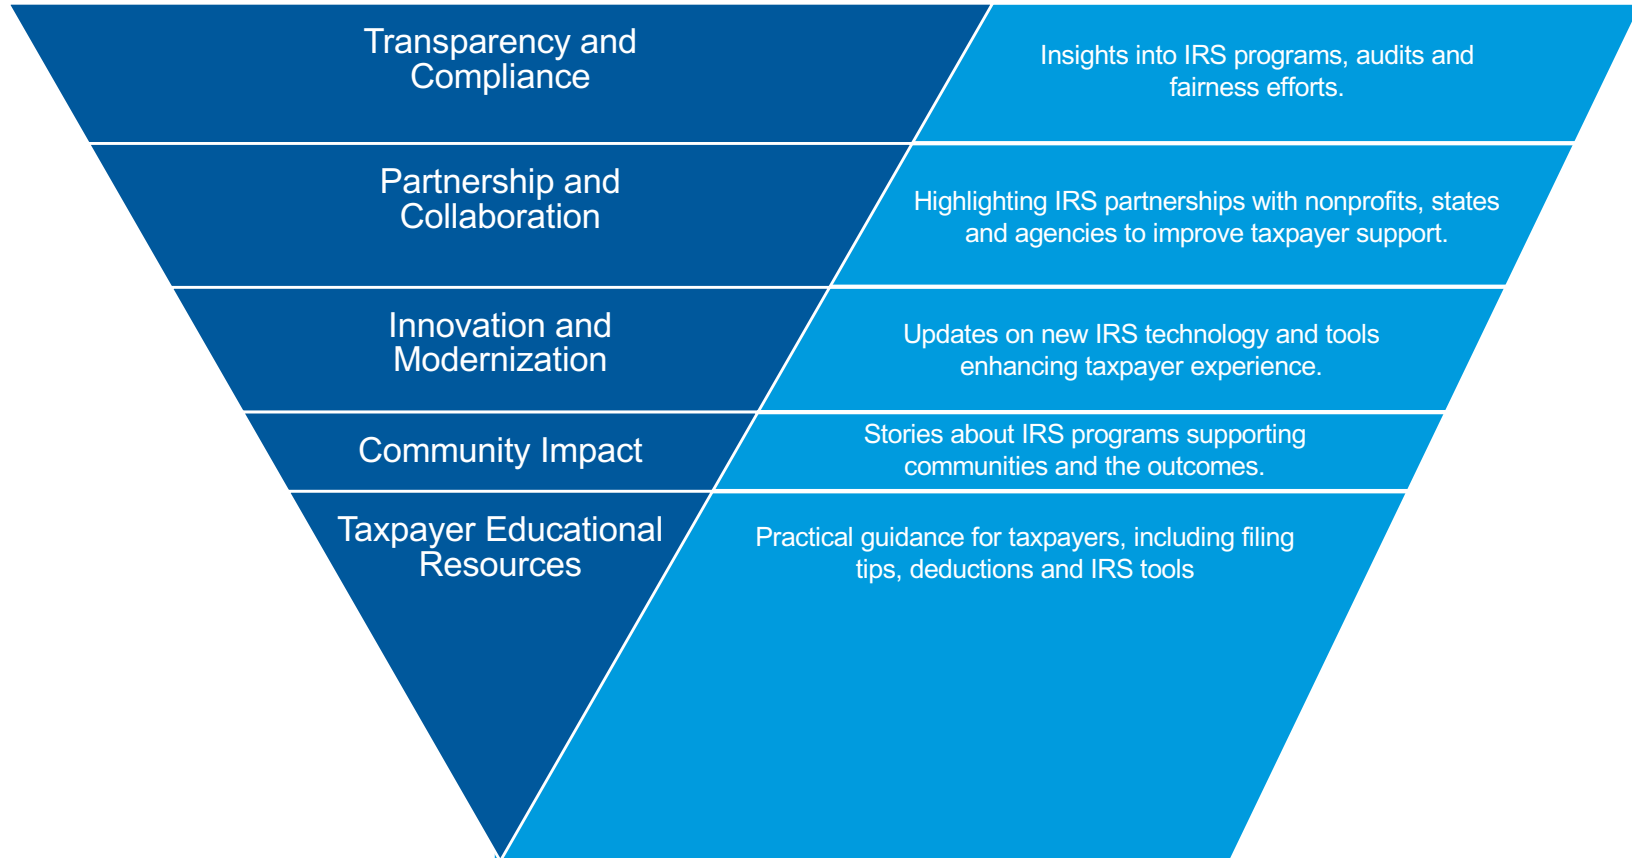 Transparency and
Compliance
Insights into IRS programs, audits and
fairness efforts.
Partnership and
Collaboration
Highlighting IRS partnerships with nonprofits, states
and agencies to improve taxpayer support.
Innovation and
Modernization
Updates on new IRS technology and tools
enhancing taxpayer experience.
Community Impact
Stories about IRS programs supporting
communities and the outcomes.
Taxpayer Educational
Resources
Practical guidance for taxpayers, including filing
tips, deductions and IRS tools